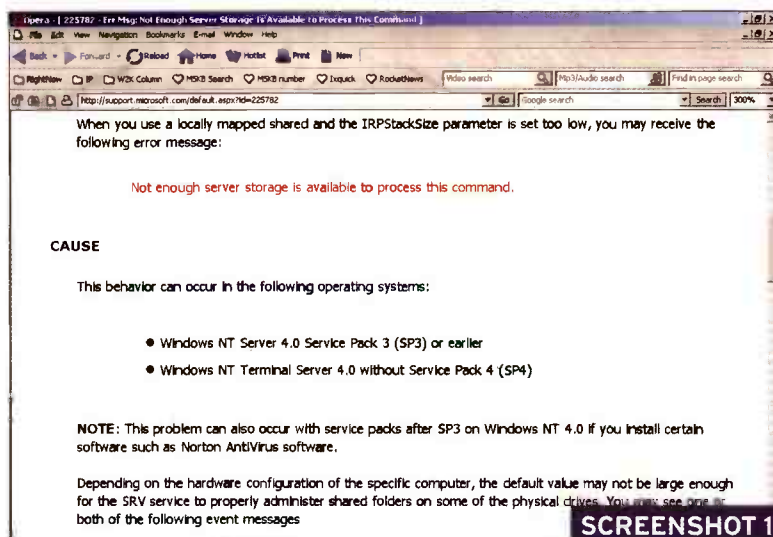 Opera - [ 225782 - Err Msg: Not Enough Server Storage Is Available to Process This Command ]
File Edit View Navigation Bookmarks E-mail Window Help
Back Forward Reload Home Hotlist Print New
RightNow IP W2K Column MSKB Search MSKB number Ixquick RocketNews Video search Mp3/Audio search Find in page search
http://support.microsoft.com/default.aspx?id=225782 Go Google search Search 300%
When you use a locally mapped shared and the IRPStackSize parameter is set too low, you may receive the
following error message:
Not enough server storage is available to process this command.
CAUSE
This behavior can occur in the following operating systems:
● Windows NT Server 4.0 Service Pack 3 (SP3) or earlier
● Windows NT Terminal Server 4.0 without Service Pack 4 (SP4)
NOTE: This problem can also occur with service packs after SP3 on Windows NT 4.0 if you install certain
software such as Norton AntiVirus software.
Depending on the hardware configuration of the specific computer, the default value may not be large enough
for the SRV service to properly administer shared folders on some of the physical drives. You may see one or
both of the following event messages
SCREENSHOT 1